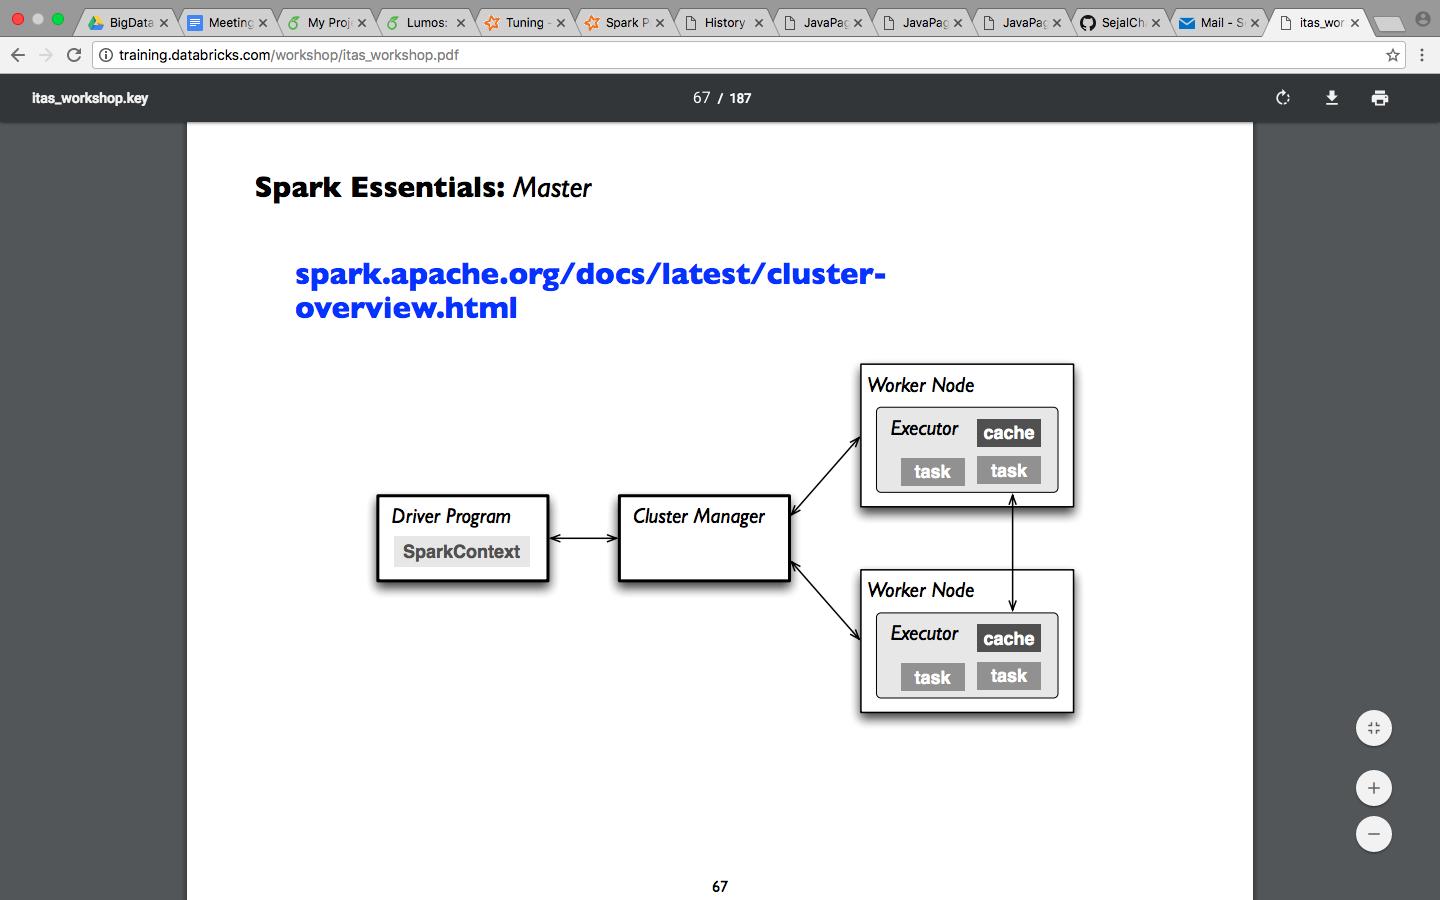 BigData
Meeting
My Proj
Lumos:
Tuning -
Spark P
History
JavaPag
JavaPag
JavaPag
SejalCh
Mail - S
itas_wor
training.databricks.com/workshop/itas_workshop.pdf
itas_workshop.key
67 / 187
Spark Essentials: Master
spark.apache.org/docs/latest/cluster-
overview.html
Driver Program
SparkContext
Cluster Manager
Worker Node
Executor
cache
task
task
Worker Node
Executor
cache
task
task
67